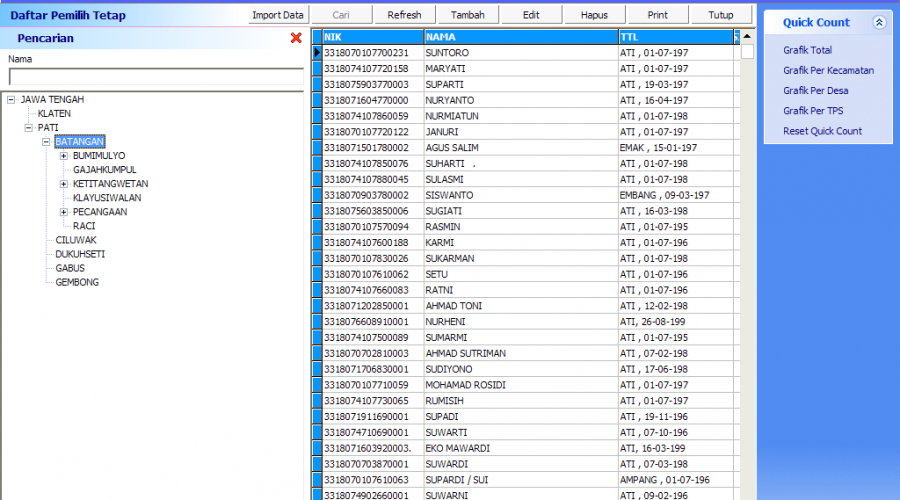 Daftar Pemilih Tetap
Import Data Cari Refresh Tambah Edit Hapus Print Tutup
Pencarian
Nama
JAWA TENGAH
KLATEN
PATI
BATANGAN
BUMIMULYO
GAJAHKUMPUL
KETITANGWETAN
KLAYUSIWALAN
PECANGAAN
RACI
CILUWAK
DUKUHSETI
GABUS
GEMBONG
NIK NAMA TTL
3318070107700231 SUNTORO ATI , 01-07-197
3318074107720158 MARYATI ATI , 01-07-197
3318075903770003 SUPARTI ATI , 19-03-197
3318071604770000 NURYANTO ATI , 16-04-197
3318074107860059 NURMIATUN ATI , 01-07-198
3318070107720122 JANURI ATI , 01-07-197
3318071501780002 AGUS SALIM EMAK , 15-01-197
3318074107850076 SUHARTI . ATI , 01-07-198
3318074107880045 SULASMI ATI , 01-07-198
3318070903780002 SISWANTO EMBANG , 09-03-197
3318075603850006 SUGIATI ATI , 16-03-198
3318070107570094 RASMIN ATI , 01-07-195
3318074107600188 KARMI ATI , 01-07-196
3318070107830026 SUKARMAN ATI , 01-07-198
3318070107610062 SETU ATI , 01-07-196
3318074107660083 RATNI ATI , 01-07-196
3318071202850001 AHMAD TONI ATI , 12-02-198
3318076608910001 NURHENI ATI, 26-08-199
3318074107500089 SUMARMI ATI , 01-07-195
3318070702810003 AHMAD SUTRIMAN ATI , 07-02-198
3318071706830001 SUDIYONO ATI , 17-06-198
3318070107710059 MOHAMAD ROSIDI ATI , 01-07-197
3318074107730065 RUMISIH ATI , 01-07-197
3318071911690001 SUPADI ATI , 19-11-196
3318074710690001 SUWARTI ATI , 07-10-196
3318071603920003. EKO MAWARDI ATI, 16-03-199
3318070703870001 SUWARDI ATI , 07-03-198
3318070107610063 SUPARDI / SUI AMPANG , 01-07-196
3318074902660001 SUWARNI ATI , 09-02-196
Quick Count
Grafik Total
Grafik Per Kecamatan
Grafik Per Desa
Grafik Per TPS
Reset Quick Count